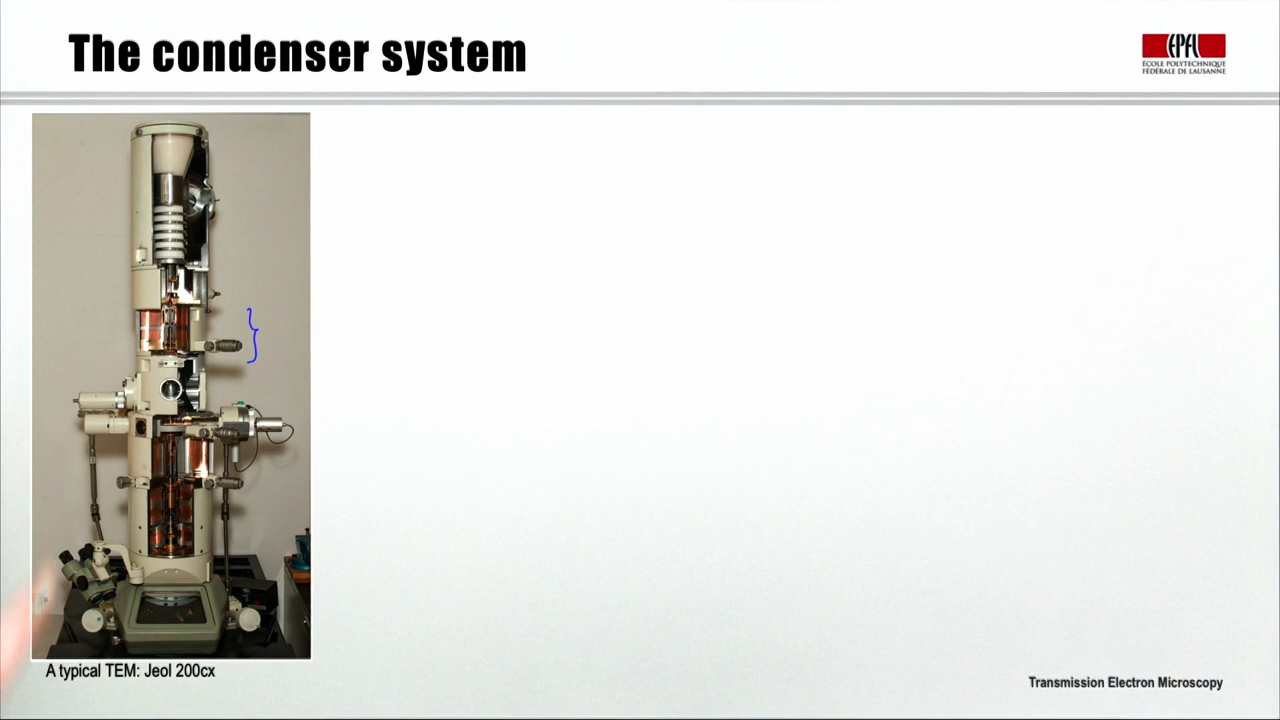 The condenser system
EPFL
ÉCOLE POLYTECHNIQUE
FÉDÉRALE DE LAUSANNE
A typical TEM: Jeol 200cx
Transmission Electron Microscopy